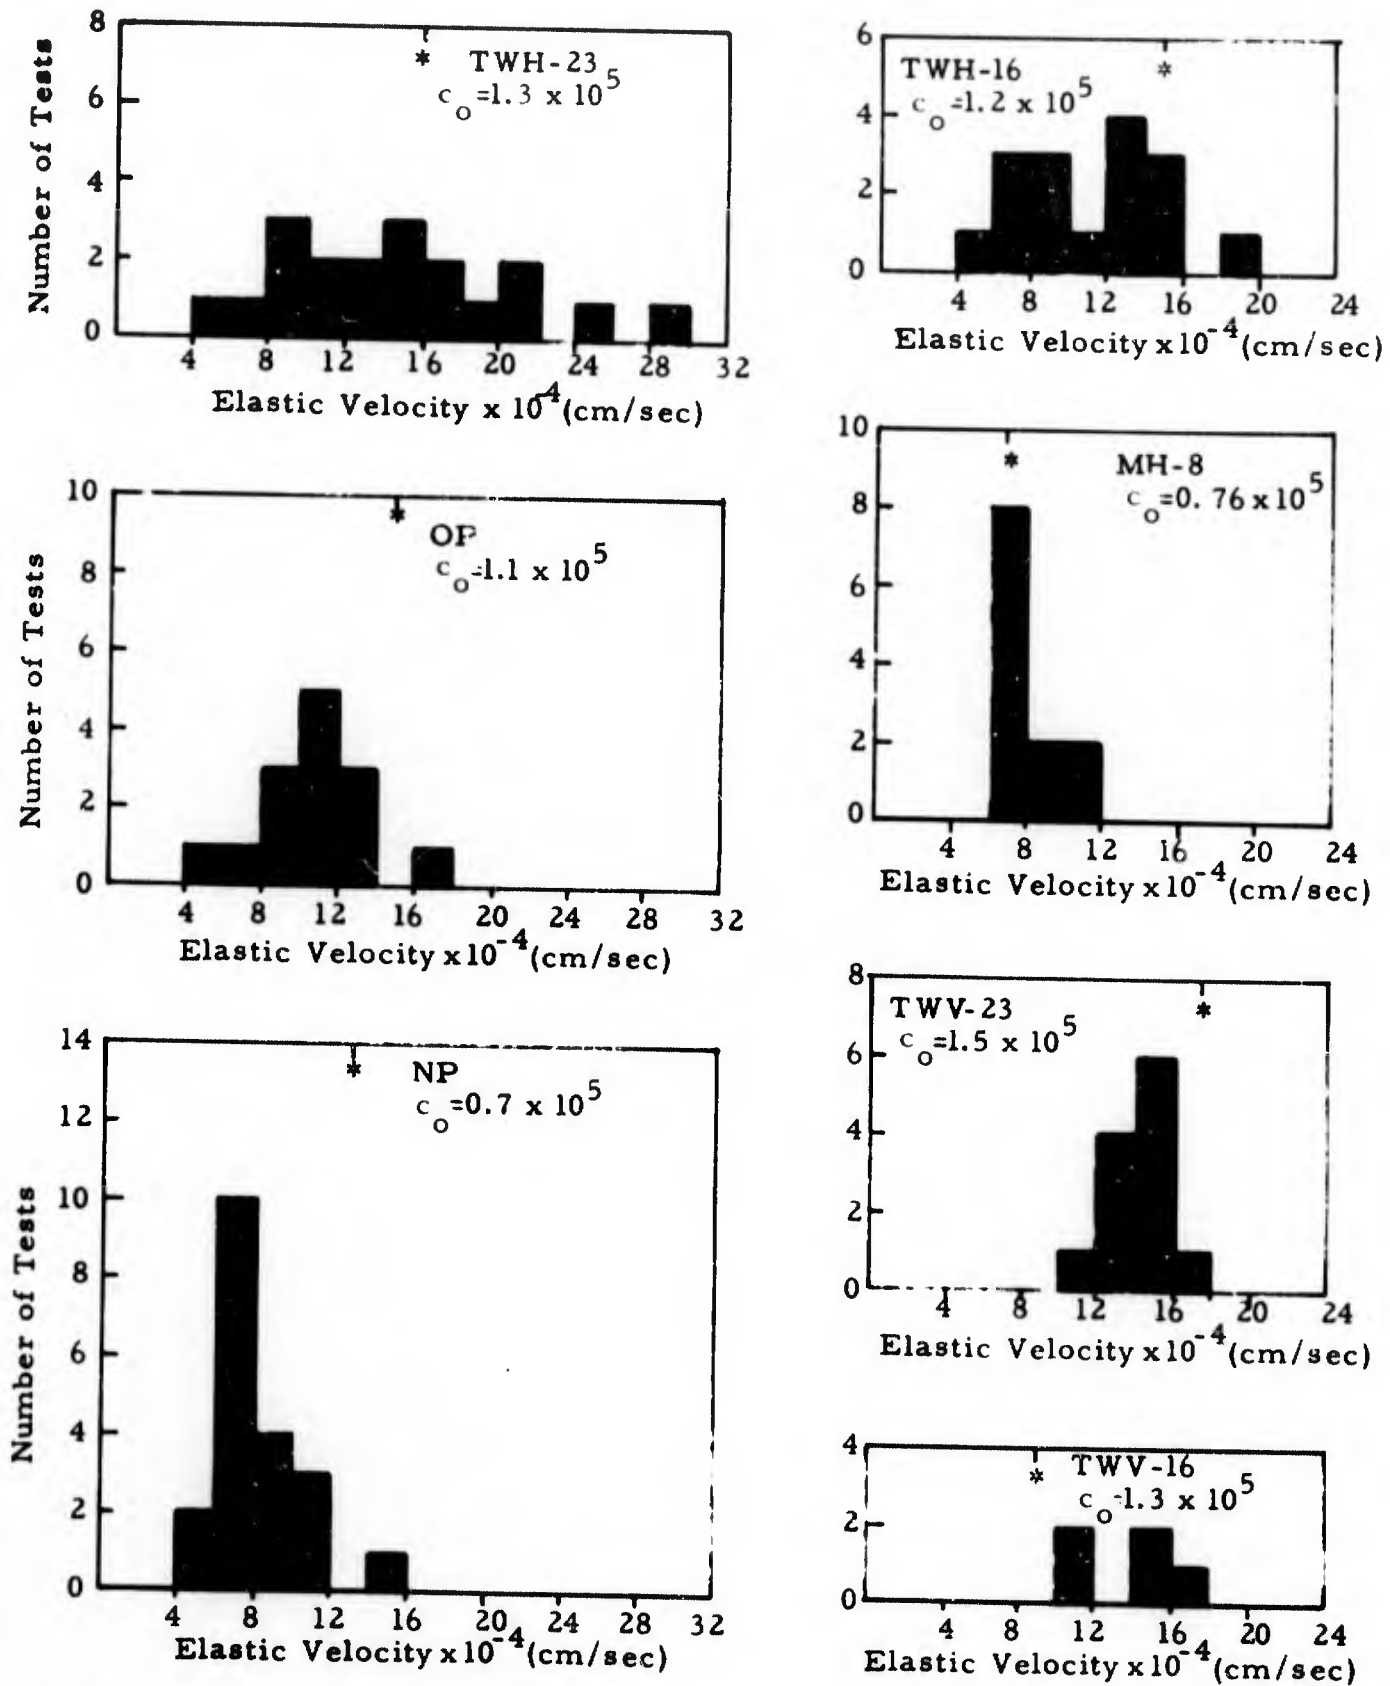 8
6
4
2
0
Number of Tests
* TWH-23
c_o=1.3 x 10^5
4 8 12 16 20 24 28 32
Elastic Velocity x 10^-4 (cm/sec)
10
8
6
4
2
0
Number of Tests
*
OP
c_o=1.1 x 10^5
4 8 12 16 20 24 28 32
Elastic Velocity x10^-4 (cm/sec)
14
12
10
8
6
4
2
0
Number of Tests
* NP
c_o=0.7 x 10^5
4 8 12 16 20 24 28 32
Elastic Velocity x10^-4 (cm/sec)
6
4
2
0
TWH-16 *
c_o=1.2 x 10^5
4 8 12 16 20 24
Elastic Velocity x10^-4 (cm/sec)
10
8
6
4
2
0
* MH-8
c_o=0.76 x 10^5
4 8 12 16 20 24
Elastic Velocity x10^-4 (cm/sec)
8
6
4
2
0
TWV-23 *
c_o=1.5 x 10^5
4 8 12 16 20 24
Elastic Velocity x10^-4 (cm/sec)
4
2
0
* TWV-16
c_o=1.3 x 10^5
4 8 12 16 20 24
Elastic Velocity x10^-4 (cm/sec)